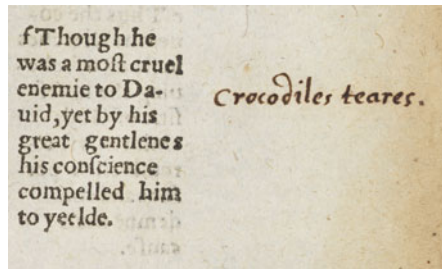 f Though he
was a moſt cruel
enemie to Da-
uid, yet by his
great gentlenes
his conſcience
compelled him
to yeelde.
Crocodiles teares.